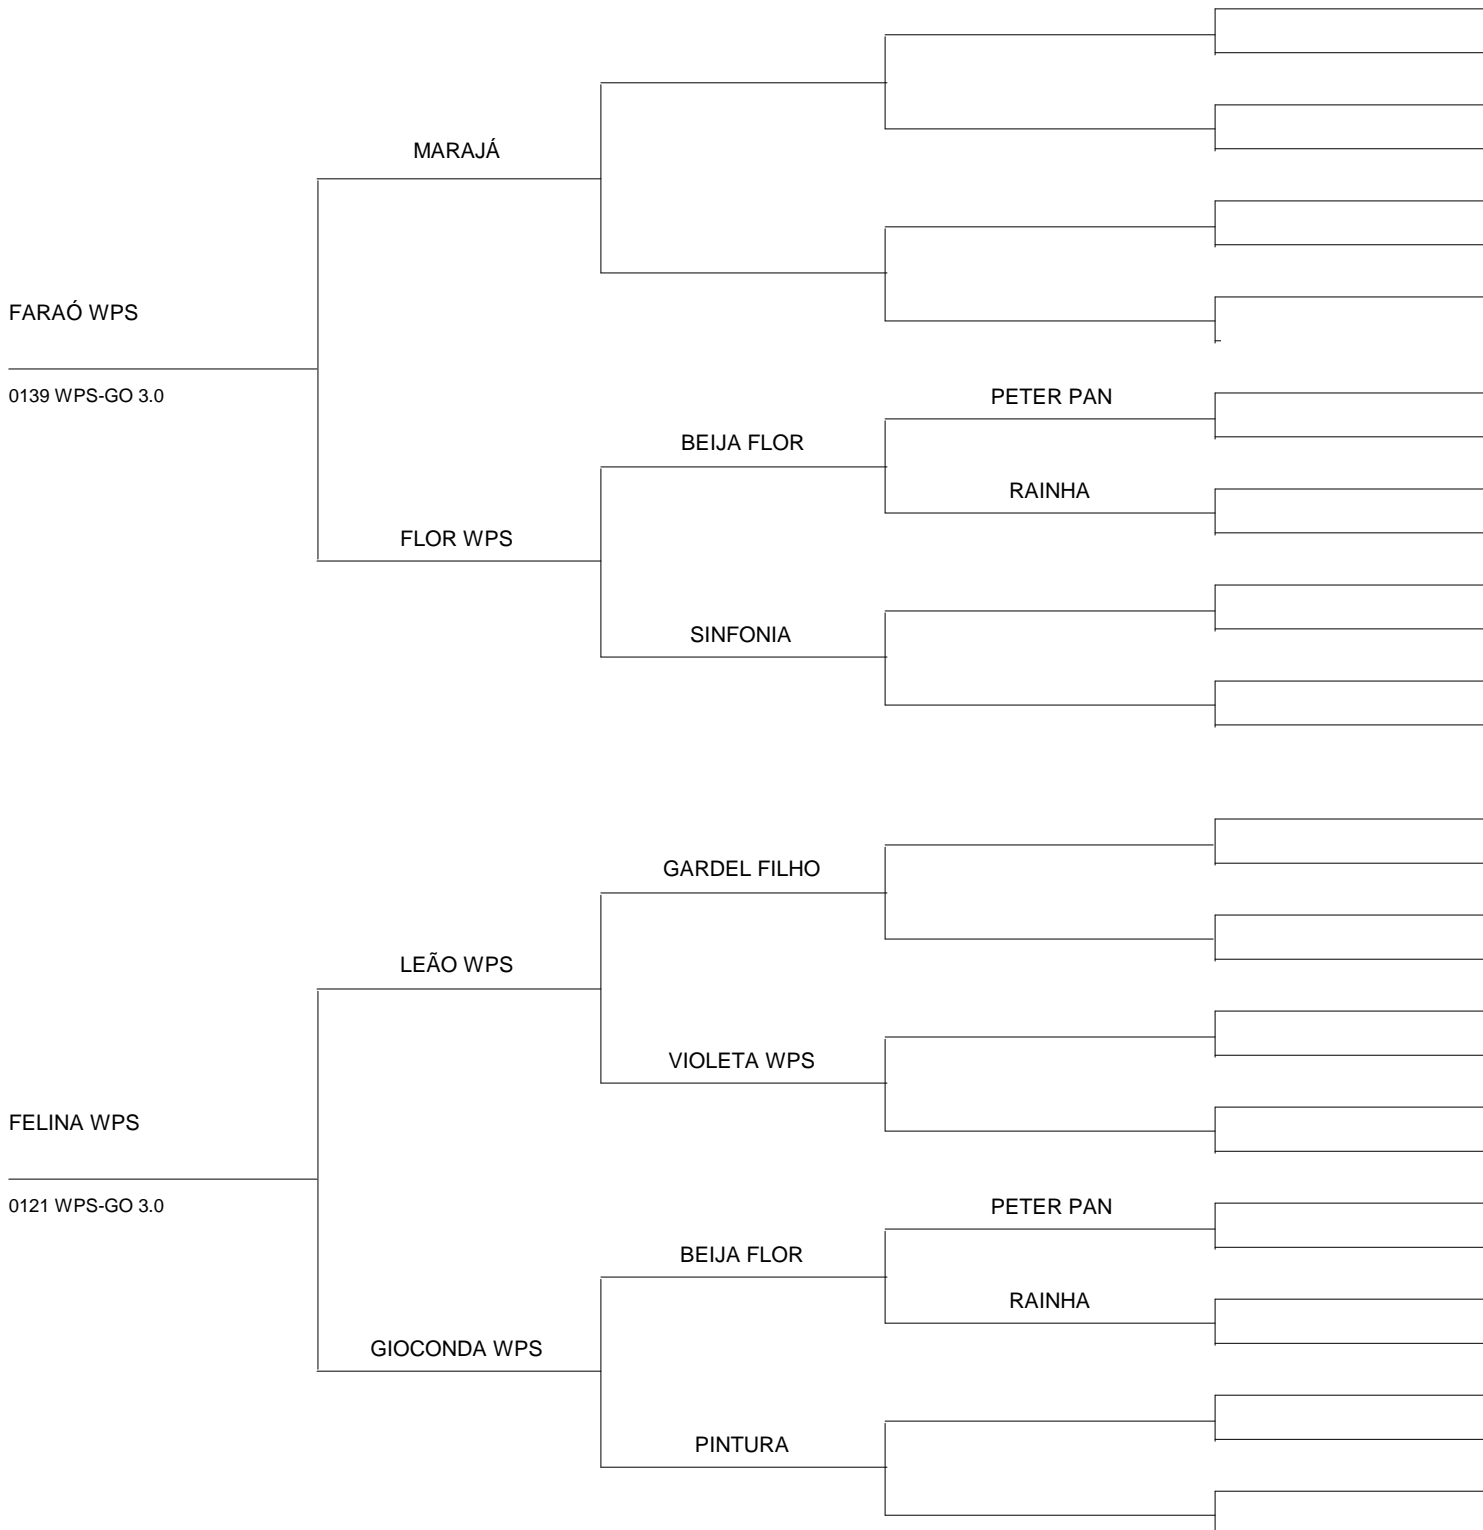 MARAJÁ
FARAÓ WPS
0139 WPS-GO 3.0
PETER PAN
BEIJA FLOR
RAINHA
FLOR WPS
SINFONIA
GARDEL FILHO
LEÃO WPS
VIOLETA WPS
FELINA WPS
0121 WPS-GO 3.0
PETER PAN
BEIJA FLOR
RAINHA
GIOCONDA WPS
PINTURA